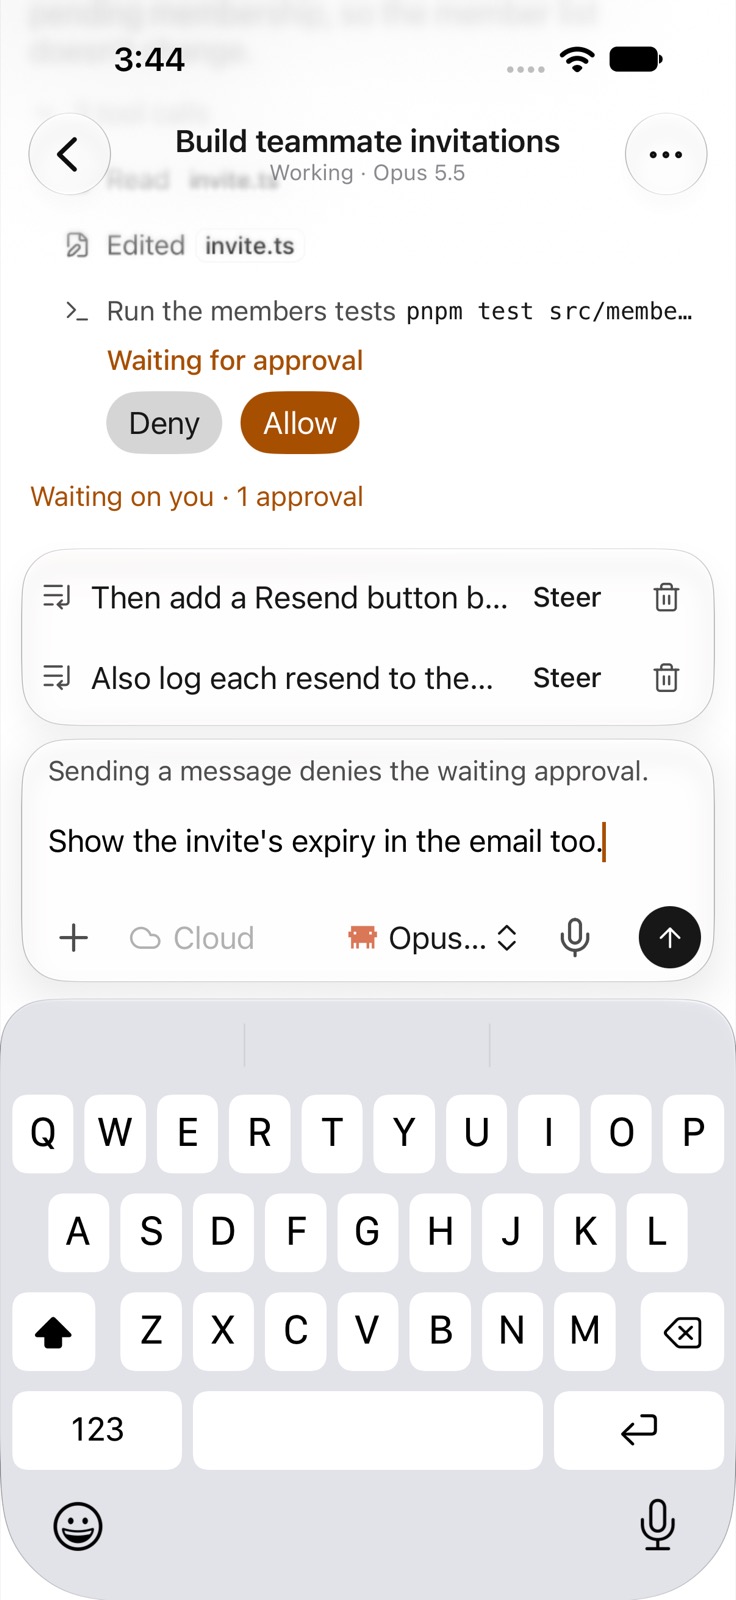 3:44
Build teammate invitations
Working · Opus 5.5
Read invite.ts
Edited invite.ts
Run the members tests pnpm test src/membe…
Waiting for approval
Deny Allow
Waiting on you · 1 approval
Then add a Resend button b… Steer
Also log each resend to the… Steer
Sending a message denies the waiting approval.
Show the invite's expiry in the email too.
Cloud Opus…
Q W E R T Y U I O P
A S D F G H J K L
Z X C V B N M
123